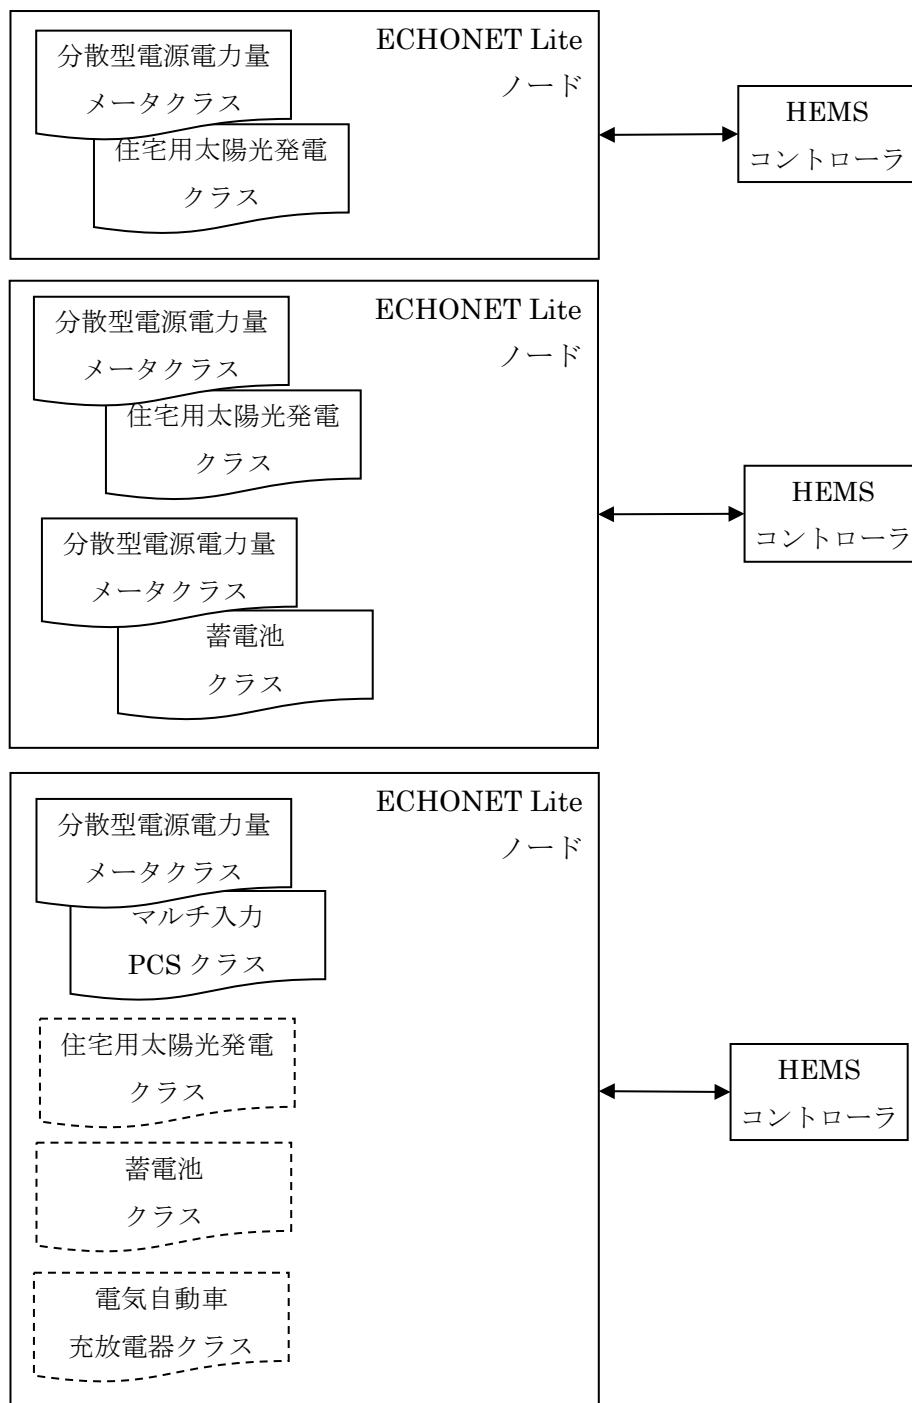 ECHONET Lite
ノード
分散型電源電力量
メータクラス
住宅用太陽光発電
クラス
HEMS
コントローラ
ECHONET Lite
ノード
分散型電源電力量
メータクラス
住宅用太陽光発電
クラス
分散型電源電力量
メータクラス
蓄電池
クラス
HEMS
コントローラ
ECHONET Lite
ノード
分散型電源電力量
メータクラス
マルチ入力
PCS クラス
住宅用太陽光発電
クラス
蓄電池
クラス
電気自動車
充放電器クラス
HEMS
コントローラ